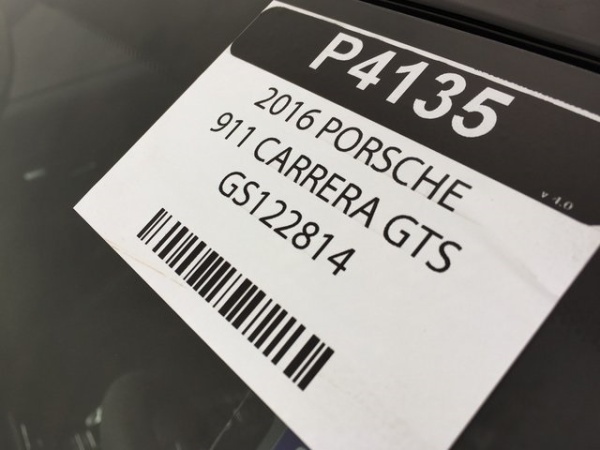 P4135
2016 PORSCHE
911 CARRERA GTS
GS122814
v 4.0